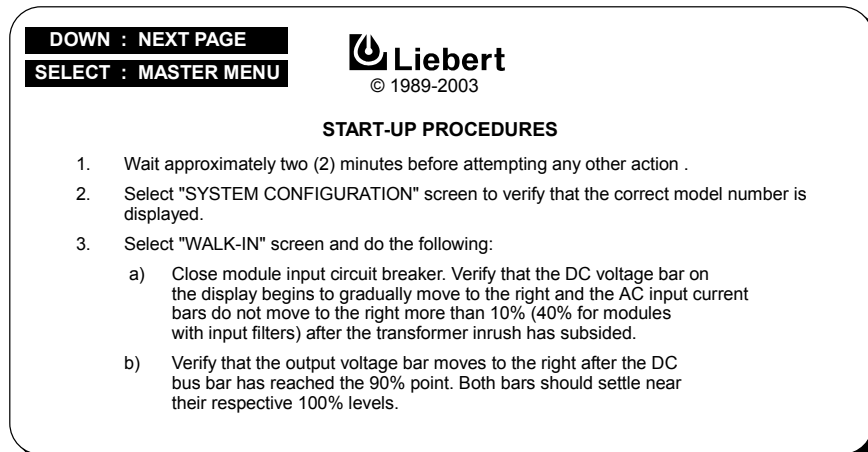 DOWN : NEXT PAGE
SELECT : MASTER MENU
Liebert
© 1989-2003
START-UP PROCEDURES
1. Wait approximately two (2) minutes before attempting any other action .
2. Select "SYSTEM CONFIGURATION" screen to verify that the correct model number is
displayed.
3. Select "WALK-IN" screen and do the following:
a) Close module input circuit breaker. Verify that the DC voltage bar on
the display begins to gradually move to the right and the AC input current
bars do not move to the right more than 10% (40% for modules
with input filters) after the transformer inrush has subsided.
b) Verify that the output voltage bar moves to the right after the DC
bus bar has reached the 90% point. Both bars should settle near
their respective 100% levels.